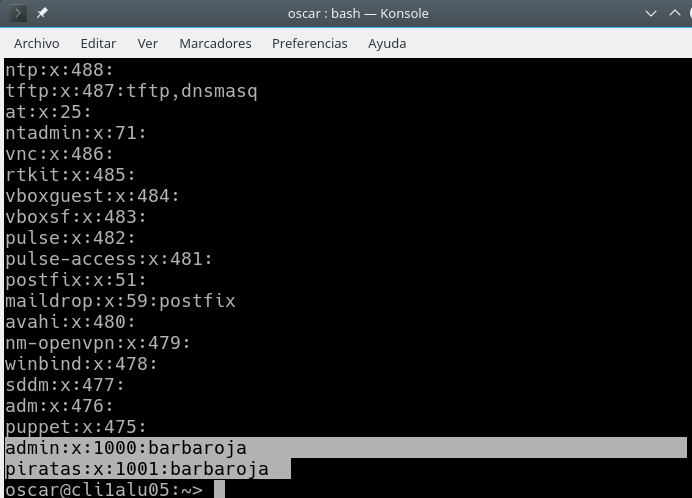 oscar : bash — Konsole
Archivo Editar Ver Marcadores Preferencias Ayuda
ntp:x:488:
tftp:x:487:tftp,dnsmasq
at:x:25:
ntadmin:x:71:
vnc:x:486:
rtkit:x:485:
vboxguest:x:484:
vboxsf:x:483:
pulse:x:482:
pulse-access:x:481:
postfix:x:51:
maildrop:x:59:postfix
avahi:x:480:
nm-openvpn:x:479:
winbind:x:478:
sddm:x:477:
adm:x:476:
puppet:x:475:
admin:x:1000:barbaroja
piratas:x:1001:barbaroja
oscar@cli1alu05:~>